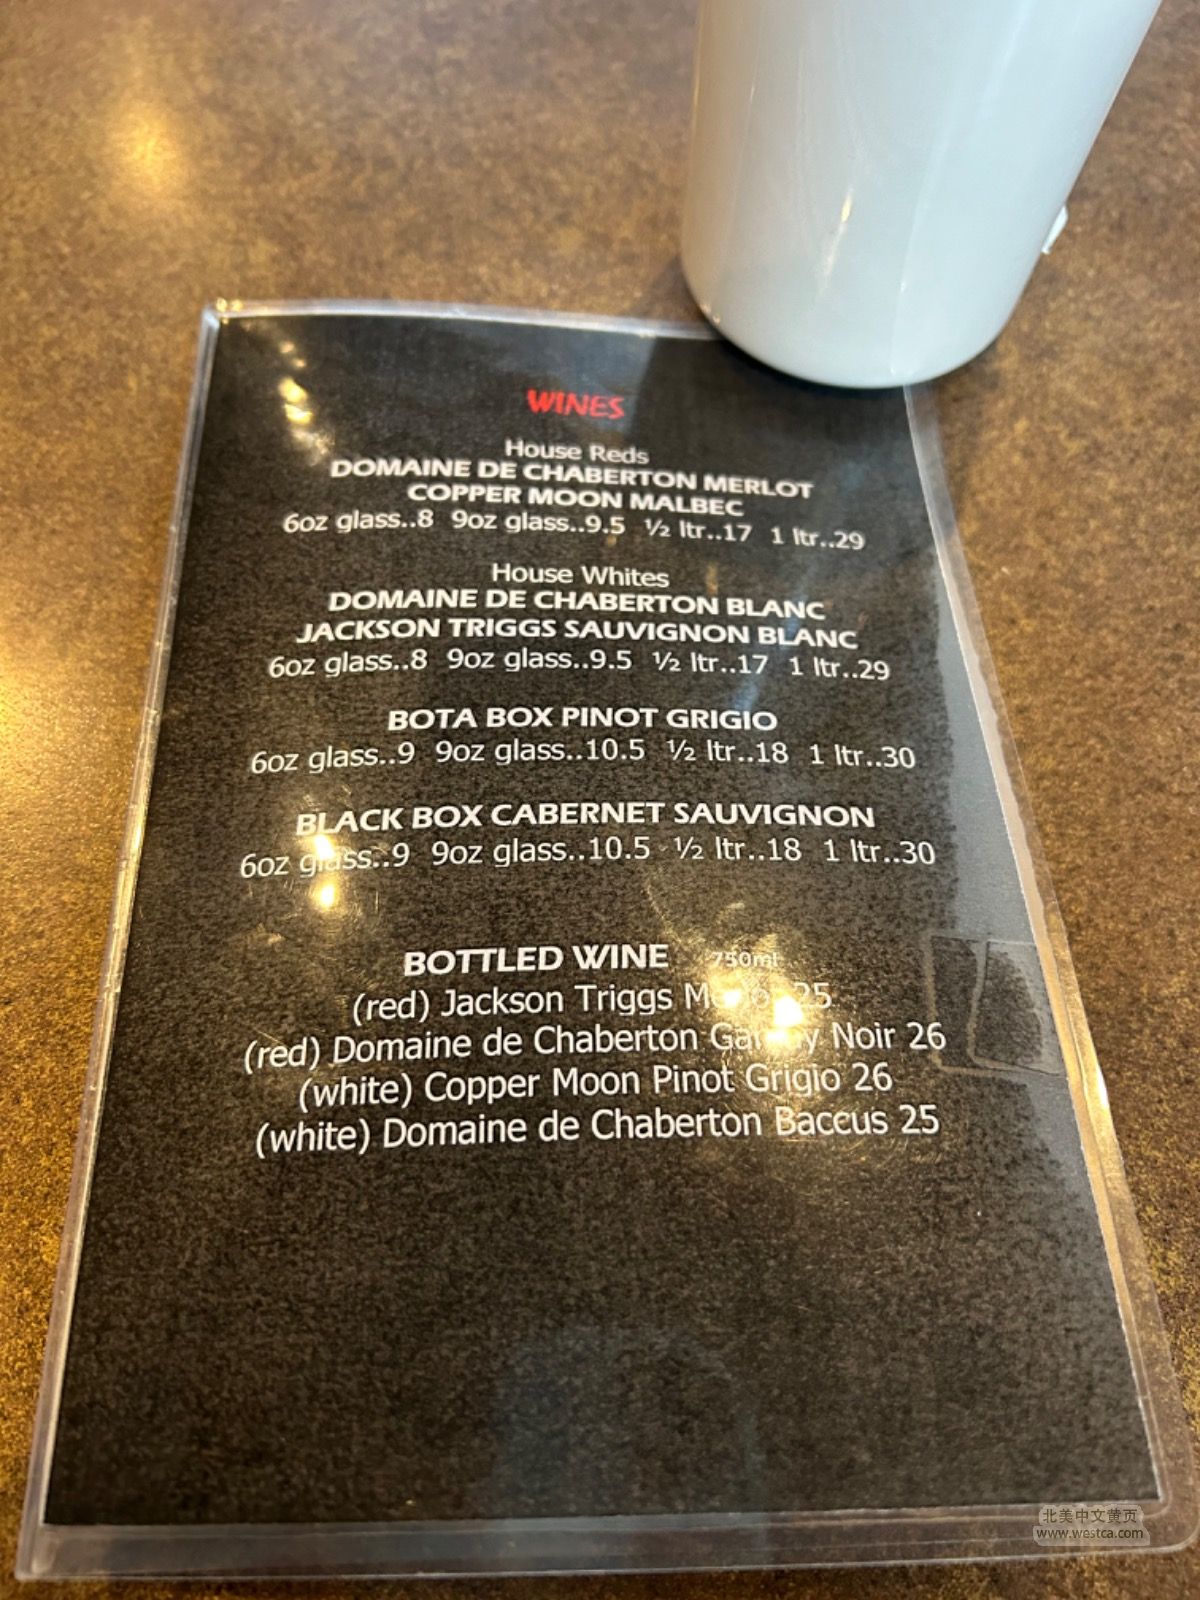 WINES
House Reds
DOMAINE DE CHABERTON MERLOT
COPPER MOON MALBEC
6oz glass..8 9oz glass..9.5 ½ ltr..17 1 ltr..29
House Whites
DOMAINE DE CHABERTON BLANC
JACKSON TRIGGS SAUVIGNON BLANC
6oz glass..8 9oz glass..9.5 ½ ltr..17 1 ltr..29
BOTA BOX PINOT GRIGIO
6oz glass..9 9oz glass..10.5 ½ ltr..18 1 ltr..30
BLACK BOX CABERNET SAUVIGNON
6oz glass..9 9oz glass..10.5 ½ ltr..18 1 ltr..30
BOTTLED WINE 750ml
(red) Jackson Triggs 25
(red) Domaine de Chaberton Noir 26
(white) Copper Moon Pinot Grigio 26
(white) Domaine de Chaberton Baccus 25
北美中文黄页
www.westca.com